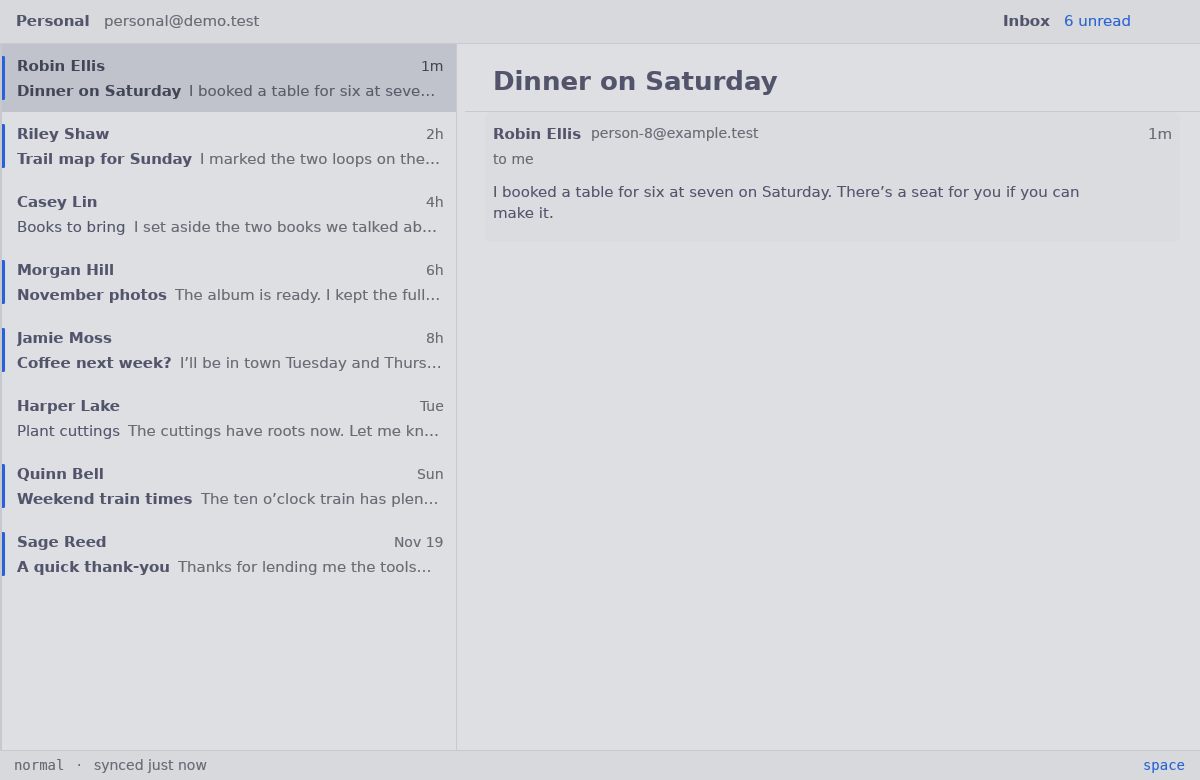 Personal personal@demo.test Inbox 6 unread
Robin Ellis 1m
Dinner on Saturday I booked a table for six at seve…
Riley Shaw 2h
Trail map for Sunday I marked the two loops on the…
Casey Lin 4h
Books to bring I set aside the two books we talked ab…
Morgan Hill 6h
November photos The album is ready. I kept the full…
Jamie Moss 8h
Coffee next week? I’ll be in town Tuesday and Thurs…
Harper Lake Tue
Plant cuttings The cuttings have roots now. Let me kn…
Quinn Bell Sun
Weekend train times The ten o’clock train has plen…
Sage Reed Nov 19
A quick thank-you Thanks for lending me the tools…
Dinner on Saturday
Robin Ellis person-8@example.test 1m
to me
I booked a table for six at seven on Saturday. There’s a seat for you if you can
make it.
normal · synced just now space